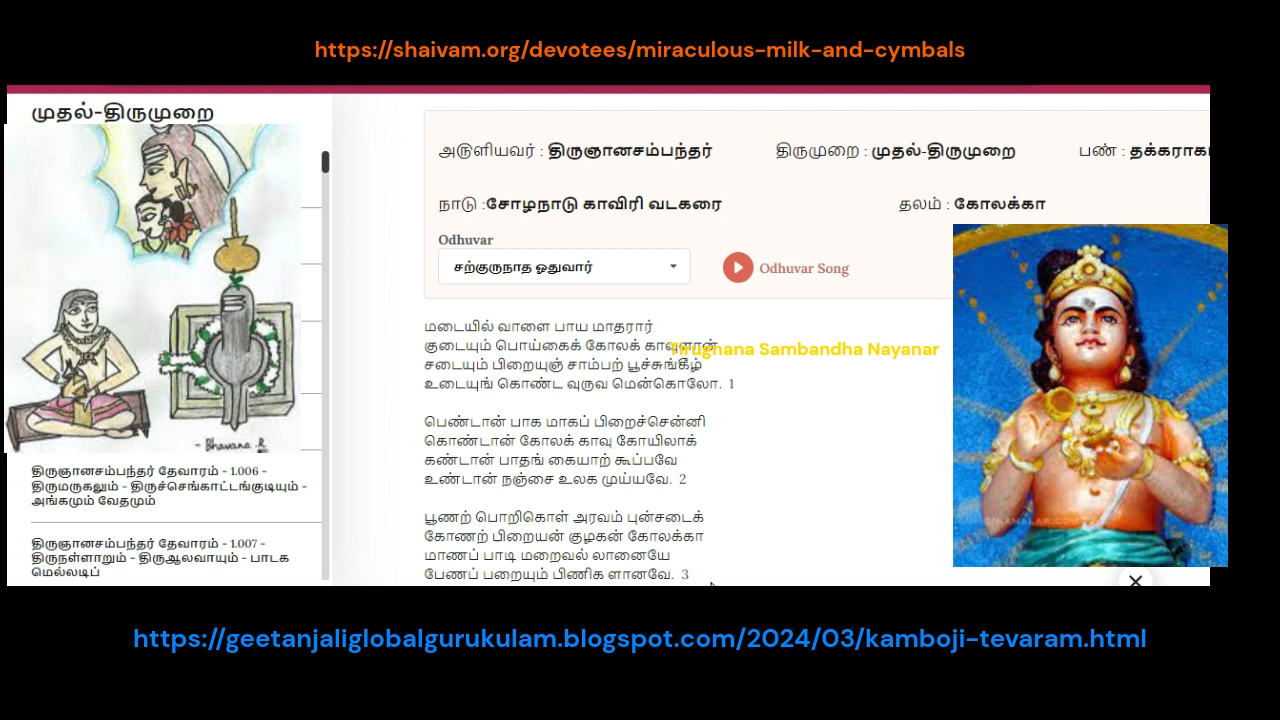 https://shaivam.org/devotees/miraculous-milk-and-cymbals
முதல்-திருமுறை
- Bhavana .R
திருஞானசம்பந்தர் தேவாரம் - 1.006 -
திருமருகலும் - திருச்செங்காட்டங்குடியும் -
அங்கமும் வேதமும்
திருஞானசம்பந்தர் தேவாரம் - 1.007 -
திருநள்ளாறும் - திருஆலவாயும் - பாடக
மெல்லடிப்
அருளியவர் : திருஞானசம்பந்தர் திருமுறை : முதல்-திருமுறை பண் : தக்கராக
நாடு :சோழநாடு காவிரி வடகரை தலம் : கோலக்கா
Odhuvar
சற்குருநாத ஓதுவார் Odhuvar Song
மடையில் வாளை பாய மாதரார்
குடையும் பொய்கைக் கோலக் காவுளான்
Tirugnana Sambandha Nayanar
சடையும் பிறையுஞ் சாம்பற் பூச்சுங்கீழ்
உடையுங் கொண்ட வுருவ மென்கொலோ. 1
பெண்டான் பாக மாகப் பிறைச்சென்னி
கொண்டான் கோலக் காவு கோயிலாக்
கண்டான் பாதங் கையாற் கூப்பவே
உண்டான் நஞ்சை உலக முய்யவே. 2
பூணற் பொறிகொள் அரவம் புன்சடைக்
கோணற் பிறையன் குழகன் கோலக்கா
மாணப் பாடி மறைவல் லானையே
பேணப் பறையும் பிணிக ளானவே. 3
DINAMALAR.COM
https://geetanjaliglobalgurukulam.blogspot.com/2024/03/kamboji-tevaram.html